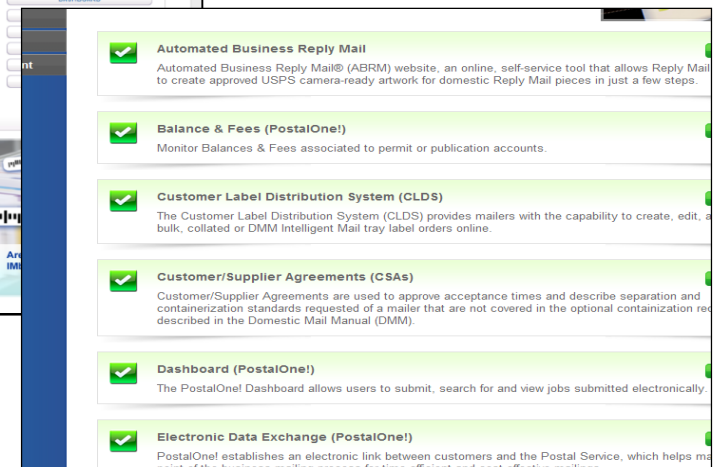 nt
Automated Business Reply Mail
Automated Business Reply Mail® (ABRM) website, an online, self-service tool that allows Reply Mail
to create approved USPS camera-ready artwork for domestic Reply Mail pieces in just a few steps.
Balance & Fees (PostalOne!)
Monitor Balances & Fees associated to permit or publication accounts.
Customer Label Distribution System (CLDS)
The Customer Label Distribution System (CLDS) provides mailers with the capability to create, edit, a
bulk, collated or DMM Intelligent Mail tray label orders online.
Are
IMb
Customer/Supplier Agreements (CSAs)
Customer/Supplier Agreements are used to approve acceptance times and describe separation and
containerization standards requested of a mailer that are not covered in the optional containization re
described in the Domestic Mail Manual (DMM).
Dashboard (PostalOne!)
The PostalOne! Dashboard allows users to submit, search for and view jobs submitted electronically.
Electronic Data Exchange (PostalOne!)
PostalOne! establishes an electronic link between customers and the Postal Service, which helps ma